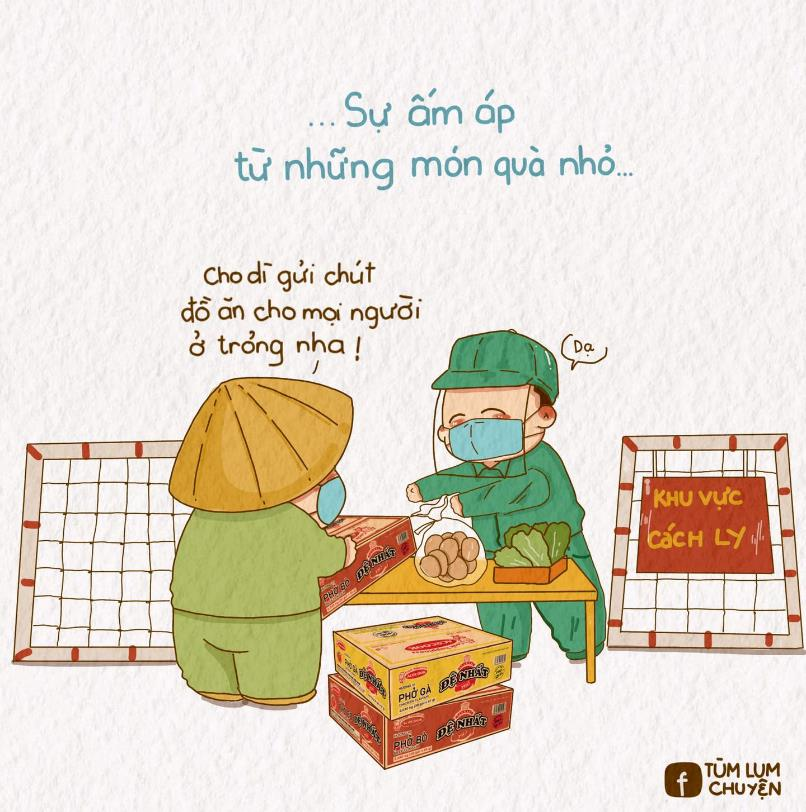 ...Sự ấm áp
từ những món quà nhỏ...
Cho dì gửi chút
đồ ăn cho mọi người
ở trỏng nha!
Dạ
KHU VỰC
CÁCH LY
PHỞ BÒ
ĐỆ NHẤT
PHỞ GÀ
ĐỆ NHẤT
PHỞ BÒ
ĐỆ NHẤT
f
TÙM LUM
CHUYỆN